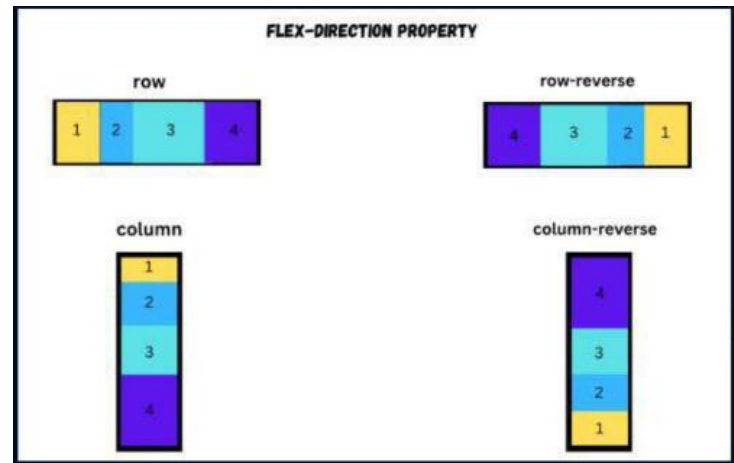 FLEX-DIRECTION PROPERTY
row
1 2 3 4
row-reverse
4 3 2 1
column
1
2
3
4
column-reverse
4
3
2
1